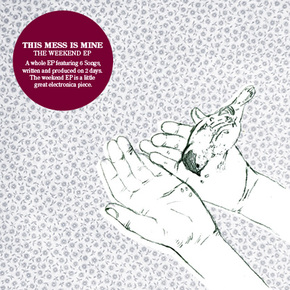 THIS MESS IS MINE
THE WEEKEND EP
A whole EP featuring 6 Songs,
written and produced on 2 days.
The weekend EP is a little
great electronica piece.